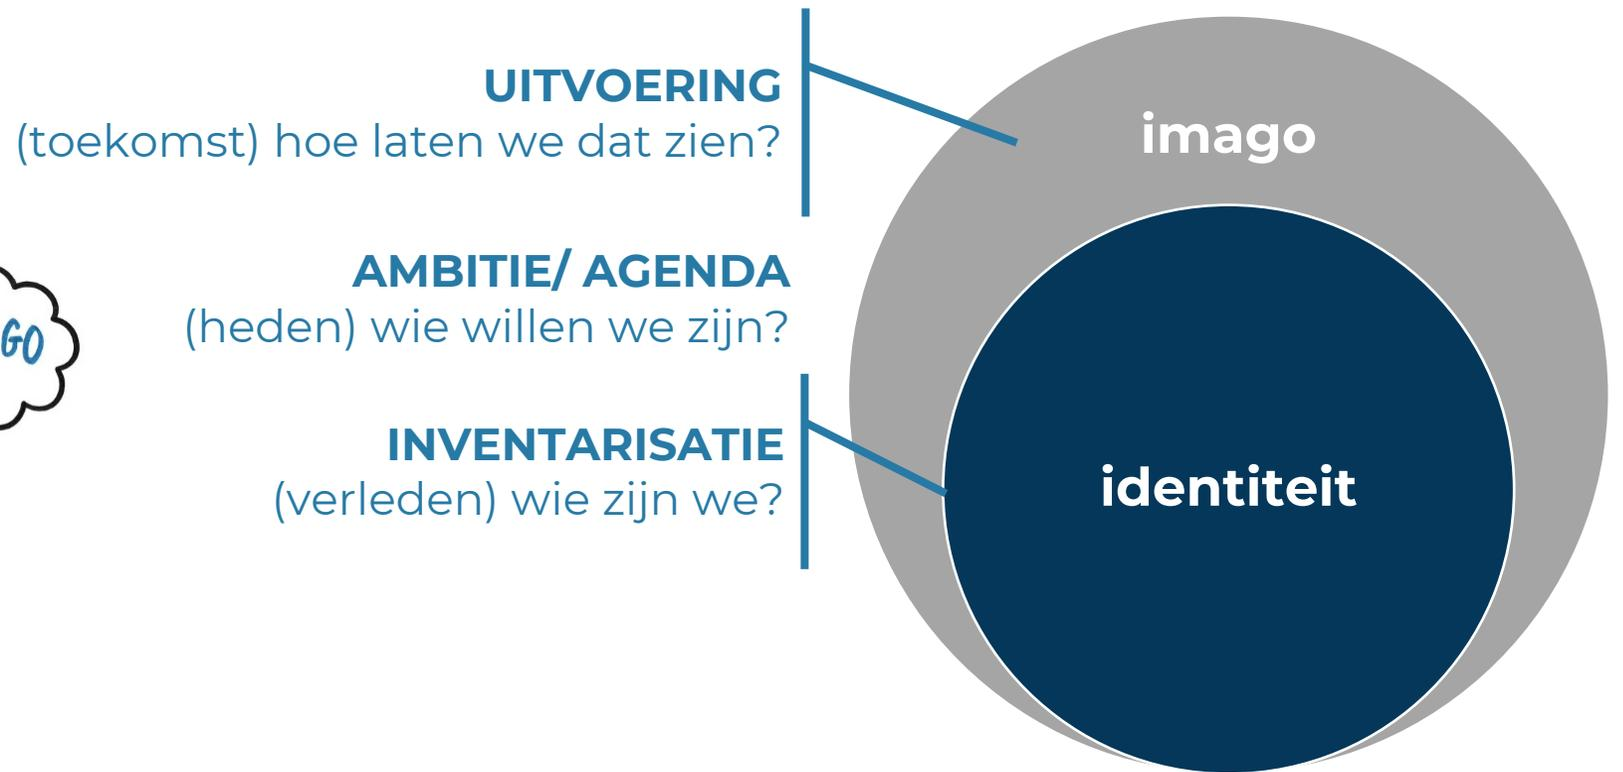 UITVOERING
(toekomst) hoe laten we dat zien?
imago
AMBITIE/ AGENDA
(heden) wie willen we zijn?
GO
INVENTARISATIE
(verleden) wie zijn we?
identiteit